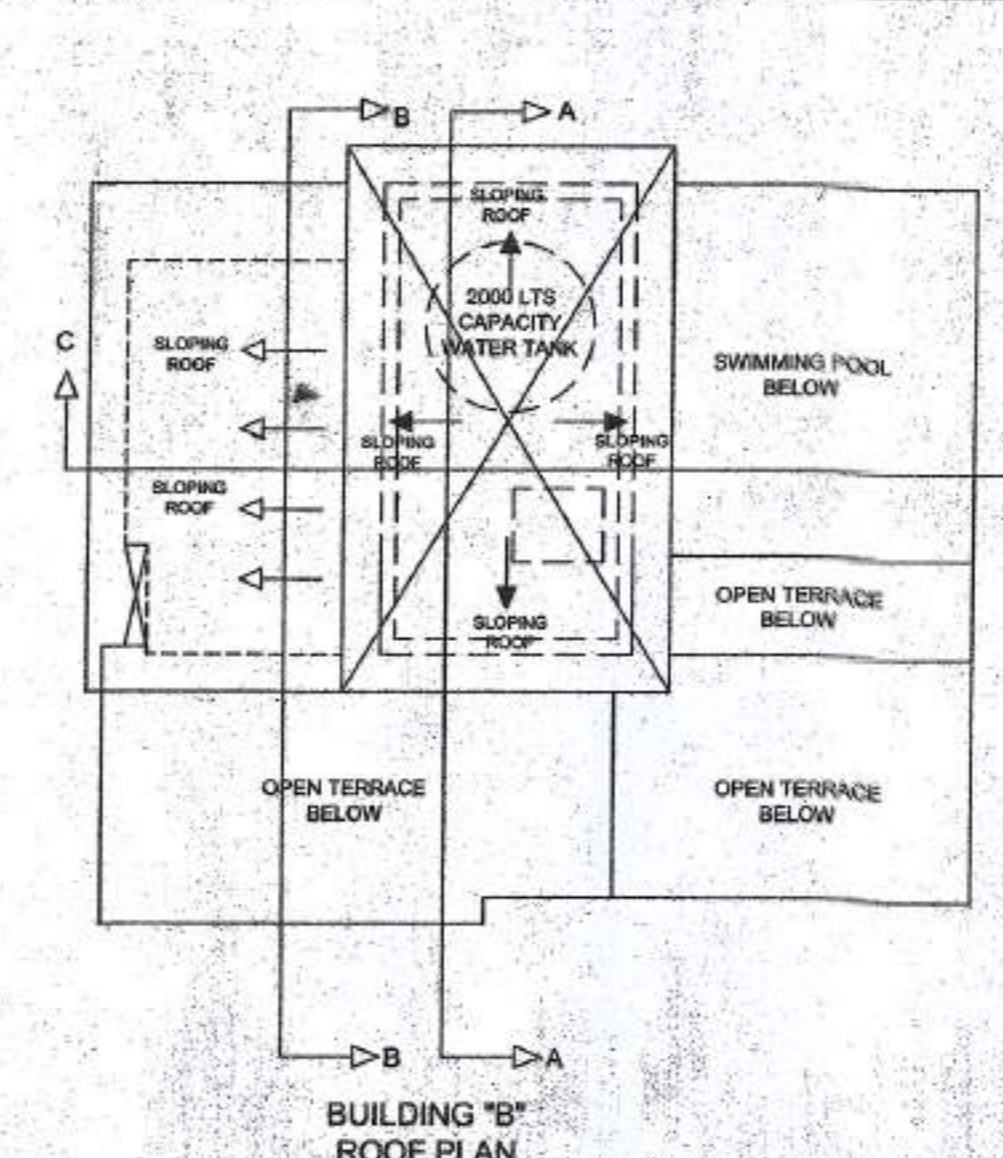 B
A
SLOPING
ROOF
2000 LTS
CAPACITY
WATER TANK
C
SLOPING
ROOF
SWIMMING POOL
BELOW
SLOPING
ROOF
SLOPING
ROOF
SLOPING
ROOF
OPEN TERRACE
BELOW
SLOPING
ROOF
OPEN TERRACE
BELOW
OPEN TERRACE
BELOW
B
A
BUILDING "B"
ROOF PLAN